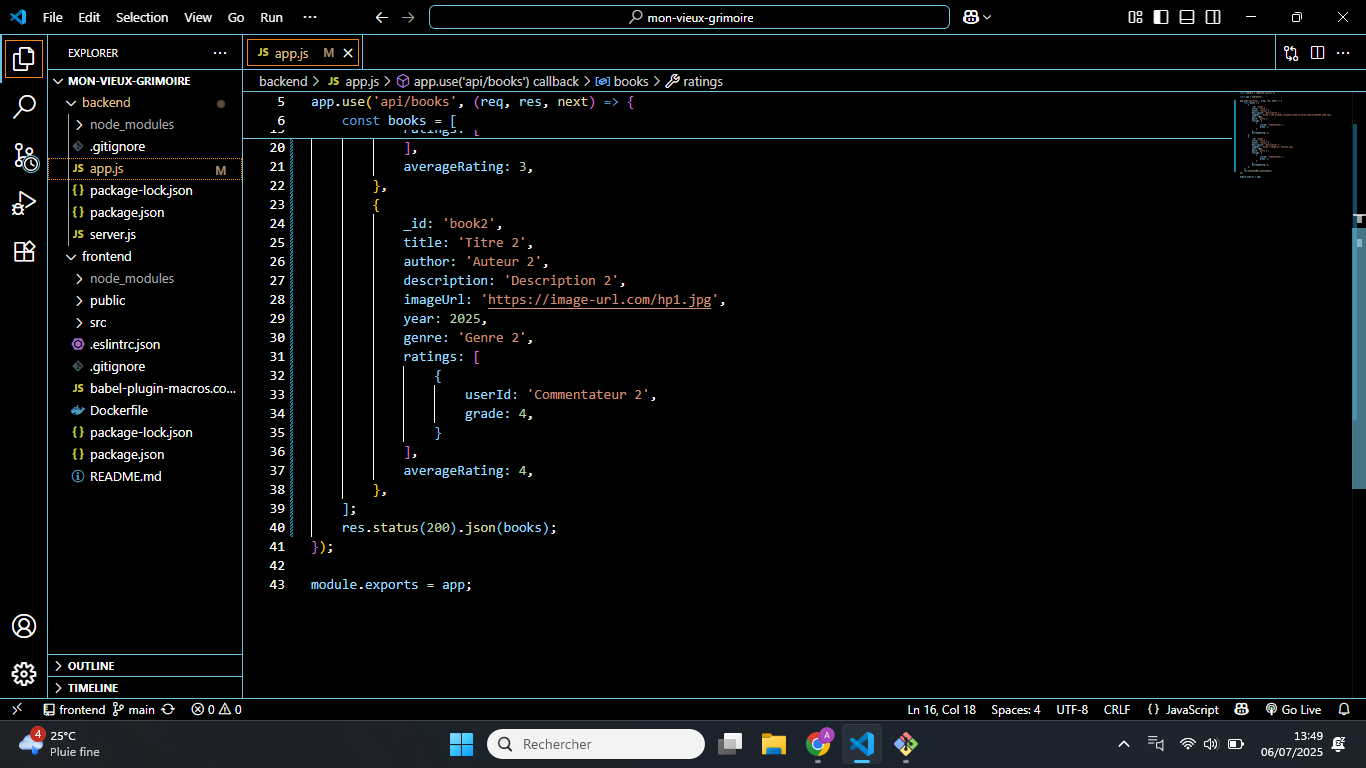 File Edit Selection View Go Run ···
mon-vieux-grimoire
EXPLORER
JS app.js M
MON-VIEUX-GRIMOIRE
backend
node_modules
.gitignore
JS app.js M
{} package-lock.json
{} package.json
JS server.js
frontend
node_modules
public
src
.eslintrc.json
.gitignore
JS babel-plugin-macros.co...
Dockerfile
{} package-lock.json
{} package.json
README.md
OUTLINE
TIMELINE
backend > JS app.js > app.use('api/books') callback > books > ratings
5 app.use('api/books', (req, res, next) => {
6 const books = [
19 ratings: [
20 ],
21 averageRating: 3,
22 },
23 {
24 _id: 'book2',
25 title: 'Titre 2',
26 author: 'Auteur 2',
27 description: 'Description 2',
28 imageUrl: 'https://image-url.com/hp1.jpg',
29 year: 2025,
30 genre: 'Genre 2',
31 ratings: [
32 {
33 userId: 'Commentateur 2',
34 grade: 4,
35 }
36 ],
37 averageRating: 4,
38 },
39 ];
40 res.status(200).json(books);
41 });
42
43 module.exports = app;
frontend main 0 0
Ln 16, Col 18 Spaces: 4 UTF-8 CRLF {} JavaScript Go Live
4
25°C
Pluie fine
Rechercher
A
13:49
06/07/2025